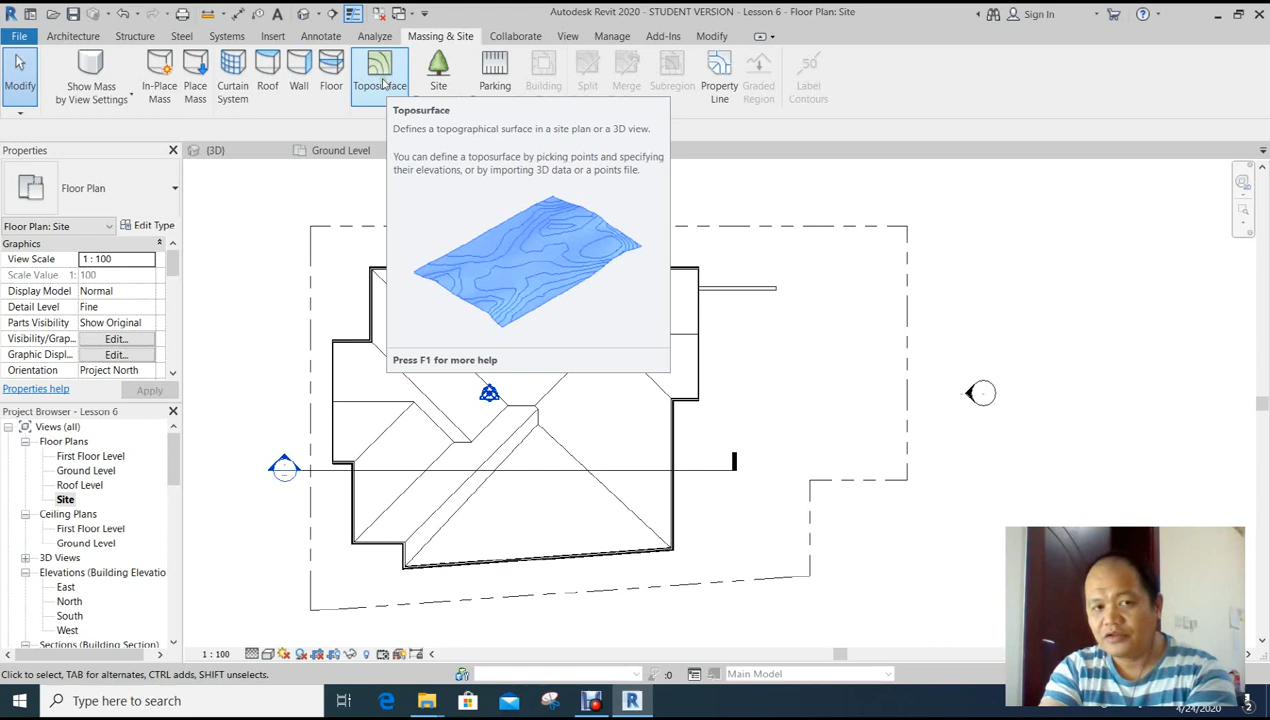 Autodesk Revit 2020 - STUDENT VERSION - Lesson 6 - Floor Plan: Site
Sign In
File Architecture Structure Steel Systems Insert Annotate Analyze Massing & Site Collaborate View Manage Add-Ins Modify
Modify
Show Mass
by View Settings
In-Place
Mass
Place
Mass
Curtain
System
Roof
Wall
Floor
Toposurface
Site
Parking
Building
Split
Merge
Subregion
Property
Line
Graded
Region
50
Label
Contours
Toposurface
Defines a topographical surface in a site plan or a 3D view.
You can define a toposurface by picking points and specifying
their elevations, or by importing 3D data or a points file.
Press F1 for more help
Properties
{3D}
Ground Level
Floor Plan
Floor Plan: Site
Edit Type
Graphics
View Scale 1 : 100
Scale Value 1: 100
Display Model Normal
Detail Level Fine
Parts Visibility Show Original
Visibility/Grap... Edit...
Graphic Displ... Edit...
Orientation Project North
Properties help
Apply
Project Browser - Lesson 6
Views (all)
Floor Plans
First Floor Level
Ground Level
Roof Level
Site
Ceiling Plans
First Floor Level
Ground Level
3D Views
Elevations (Building Elevatio
East
North
South
West
Sections (Building Section)
1 : 100
Click to select, TAB for alternates, CTRL adds, SHIFT unselects.
:0
Main Model
Type here to search
4/24/2020
2